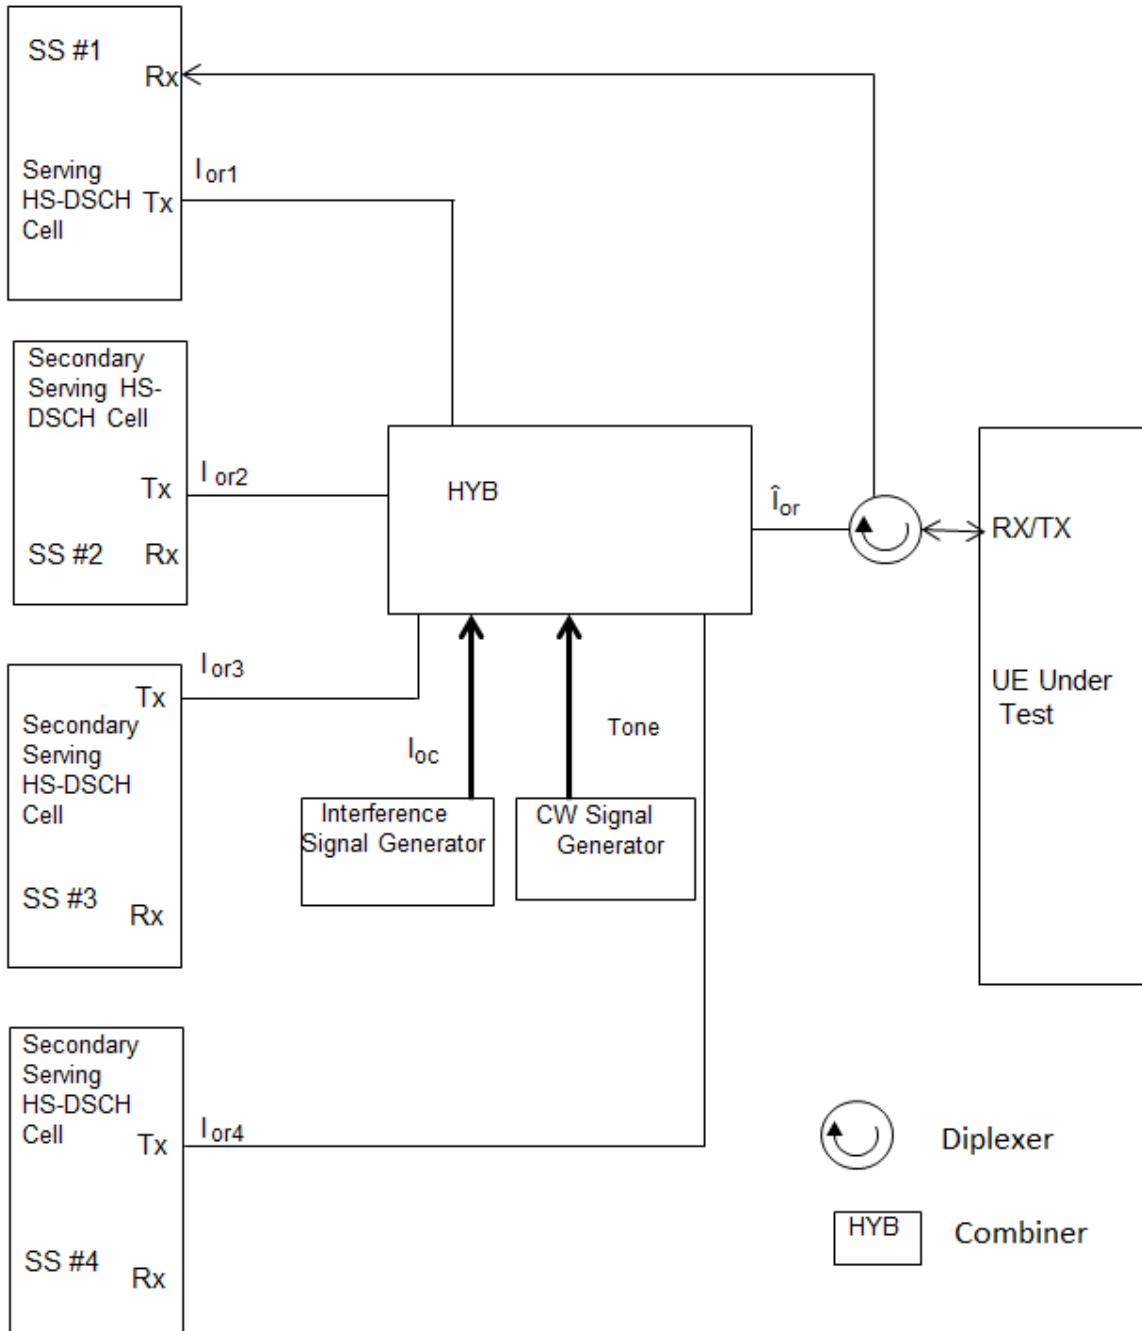 SS #1
Rx
Serving
HS-DSCH
Cell
Tx
I or1
Secondary
Serving HS-
DSCH Cell
Tx
I or2
SS #2
Rx
HYB
Îor
RX/TX
UE Under
Test
I or3
Tx
Secondary
Serving
HS-DSCH
Cell
SS #3
Rx
Ioc
Tone
Interference
Signal Generator
CW Signal
Generator
Secondary
Serving
HS-DSCH
Cell
Tx
I or4
SS #4
Rx
Diplexer
HYB
Combiner